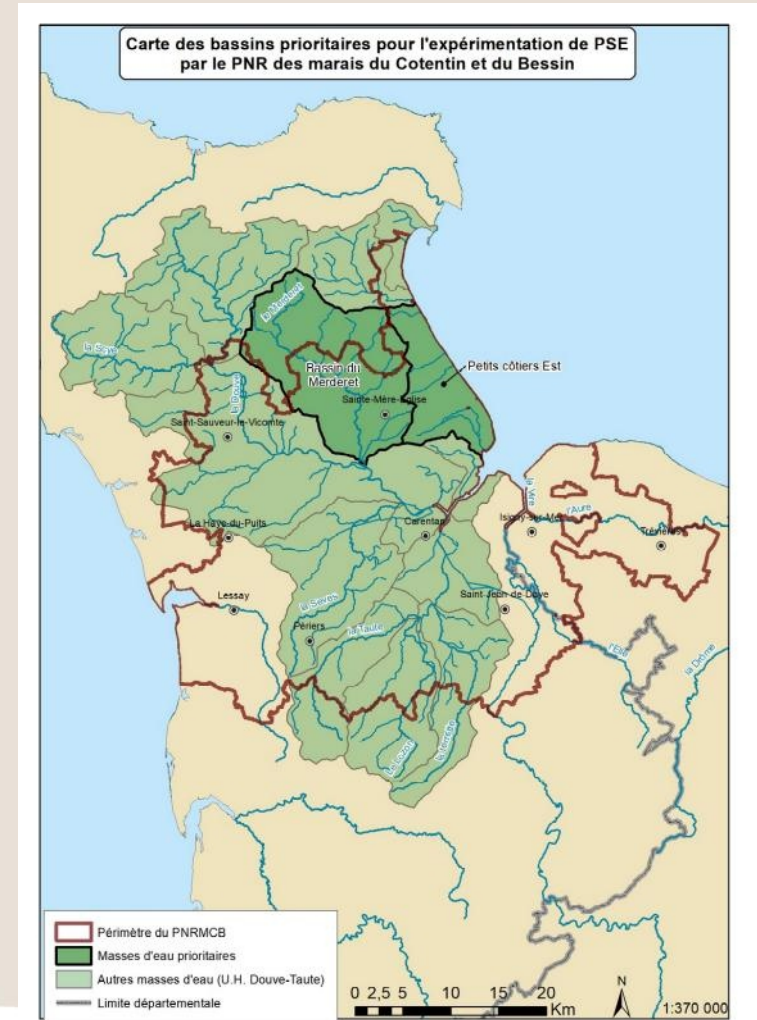 Carte des bassins prioritaires pour l'expérimentation de PSE
par le PNR des marais du Cotentin et du Bessin
le Merderet
la Scye
Bassin du
Merderet
Petits côtiers Est
Sainte-Mère-Eglise
la Douve
Saint-Sauveur-le-Vicomte
la Vire
l'Aure
La Haye-du-Puits
Carentan
Isigny-sur-Mer
Trévières
Lessay
la Sèves
Saint-Jean-de-Daye
Périers
la Taute
l'Elle
la Drôme
Le Lozon
la Terrette
Périmètre du PNRMCB
Masses d'eau prioritaires
Autres masses d'eau (U.H. Douve-Taute)
Limite départementale
0 2,5 5 10 15 20
Km
N
1:370 000